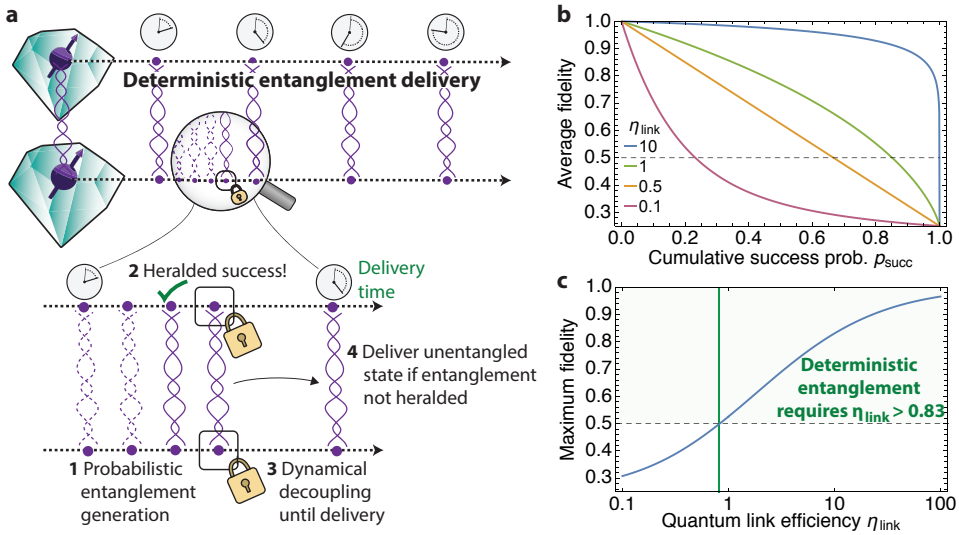 a
Deterministic entanglement delivery
2 Heralded success!
Delivery
time
4 Deliver unentangled
state if entanglement
not heralded
1 Probabilistic
entanglement
generation
3 Dynamical
decoupling
until delivery
b
1.0
0.9
0.8
0.7
0.6
0.5
0.4
0.3
Average fidelity
ηlink
10
1
0.5
0.1
0.0 0.2 0.4 0.6 0.8 1.0
Cumulative success prob. psucc
c
1.0
0.9
0.8
0.7
0.6
0.5
0.4
0.3
Maximum fidelity
Deterministic
entanglement
requires ηlink > 0.83
0.1 1 10 100
Quantum link efficiency ηlink